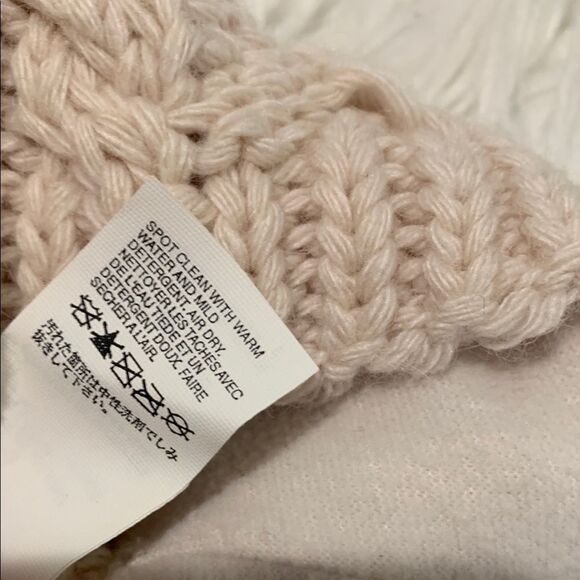 SPOT CLEAN WITH WARM
WATER AND MILD
DETERGENT. AIR DRY.
NETTOYER LES TACHES AVEC
DE L'EAU TIEDE ET UN
DETERGENT DOUX. FAIRE
SECHER A L'AIR.
汚れた箇所は中性洗剤でしみ
抜きして下さい。